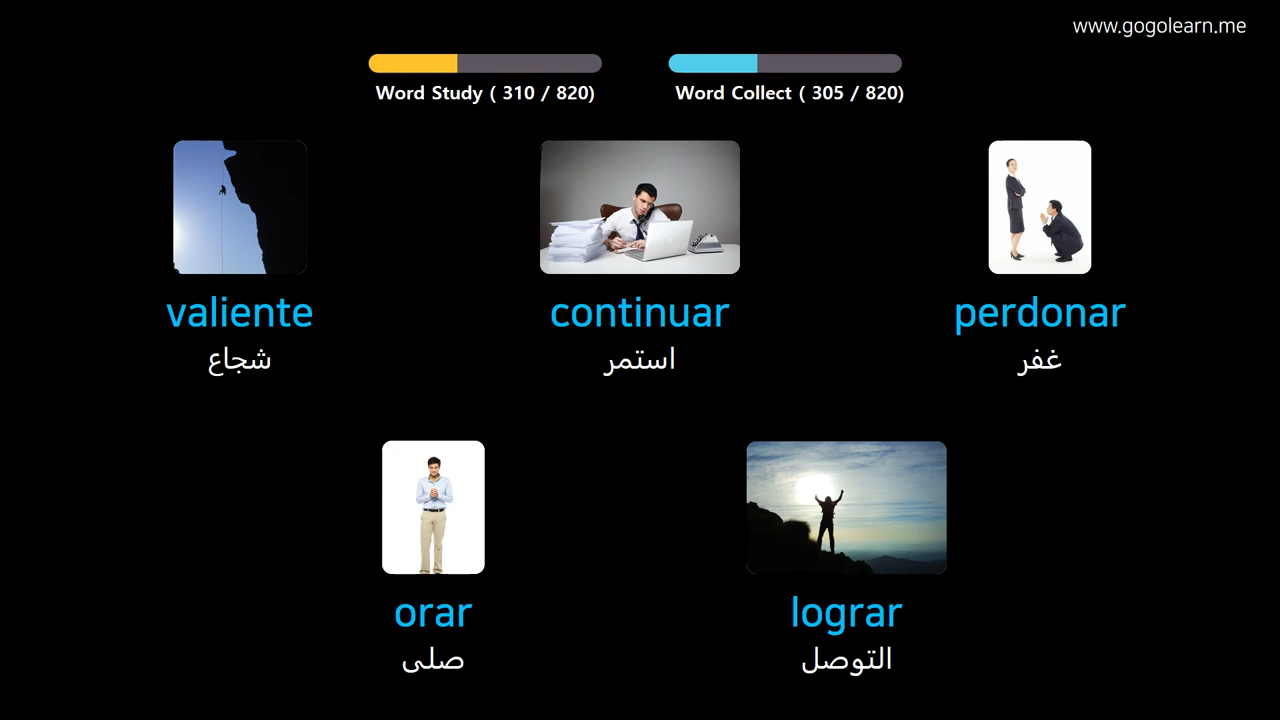 www.gogolearn.me
Word Study ( 310 / 820)
Word Collect ( 305 / 820)
valiente
شجاع
continuar
استمر
perdonar
غفر
orar
صلى
lograr
التوصل